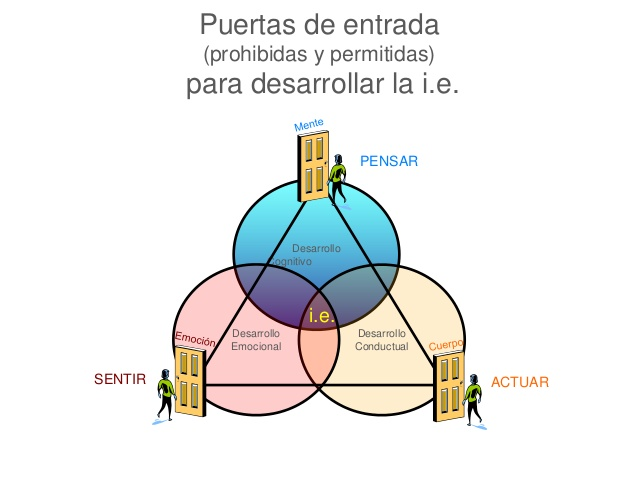 Puertas de entrada
(prohibidas y permitidas)
para desarrollar la i.e.
Mente
PENSAR
Desarrollo
Cognitivo
i.e.
Emoción
Desarrollo
Emocional
Desarrollo
Conductual
Cuerpo
SENTIR
ACTUAR